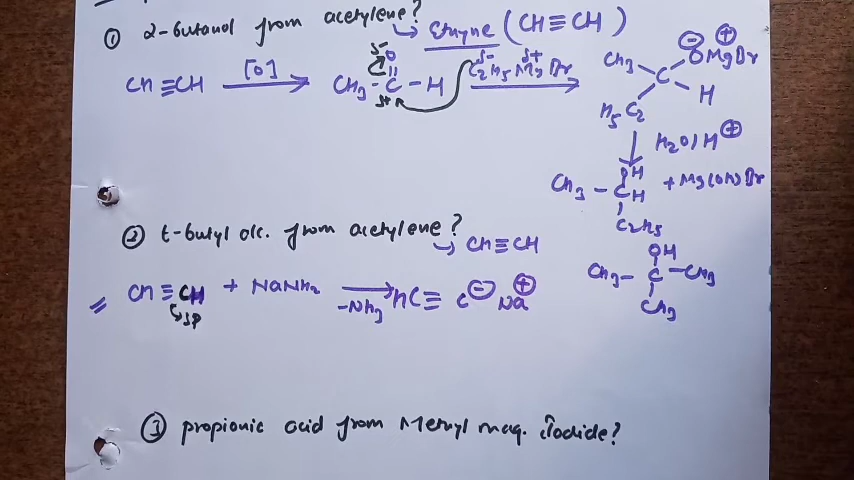 ① 2-butanol from acetylene?
↳ Ethyne (CH≡CH)
CH≡CH [O]→ CH₃-C-H C₂H₅MgBr →
δ- O
δ+ δ- δ+
CH₃ C O⊖ MgBr⊕
H₅C₂ H
H₂O/H⊕
CH₃-CH + Mg(OH)Br
OH
C₂H₅
② t-butyl alc. from acetylene?
↳ CH≡CH
CH≡CH + NaNH₂ → HC≡C⊖ Na⊕
-NH₃
↳ sp
OH
CH₃-C-CH₃
CH₃
③ propionic acid from Methyl mag. Iodide?